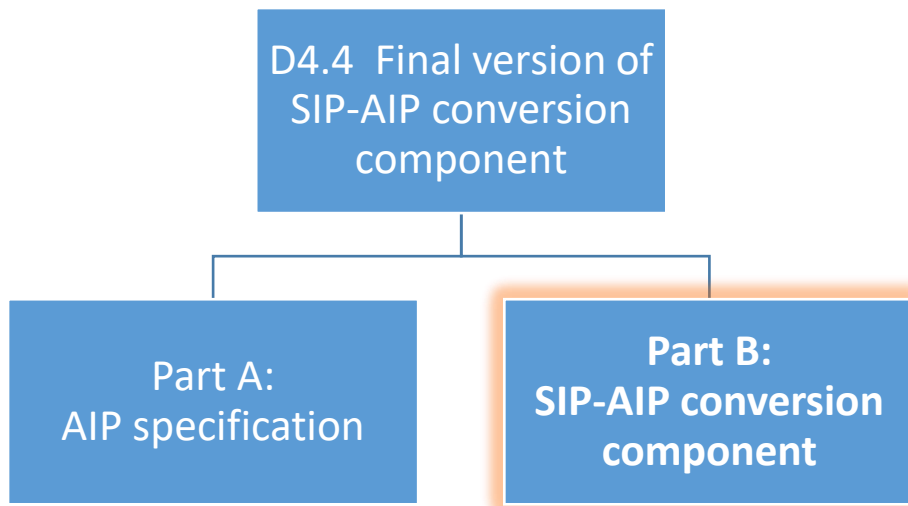 D4.4 Final version of
SIP-AIP conversion
component
Part A:
AIP specification
Part B:
SIP-AIP conversion
component